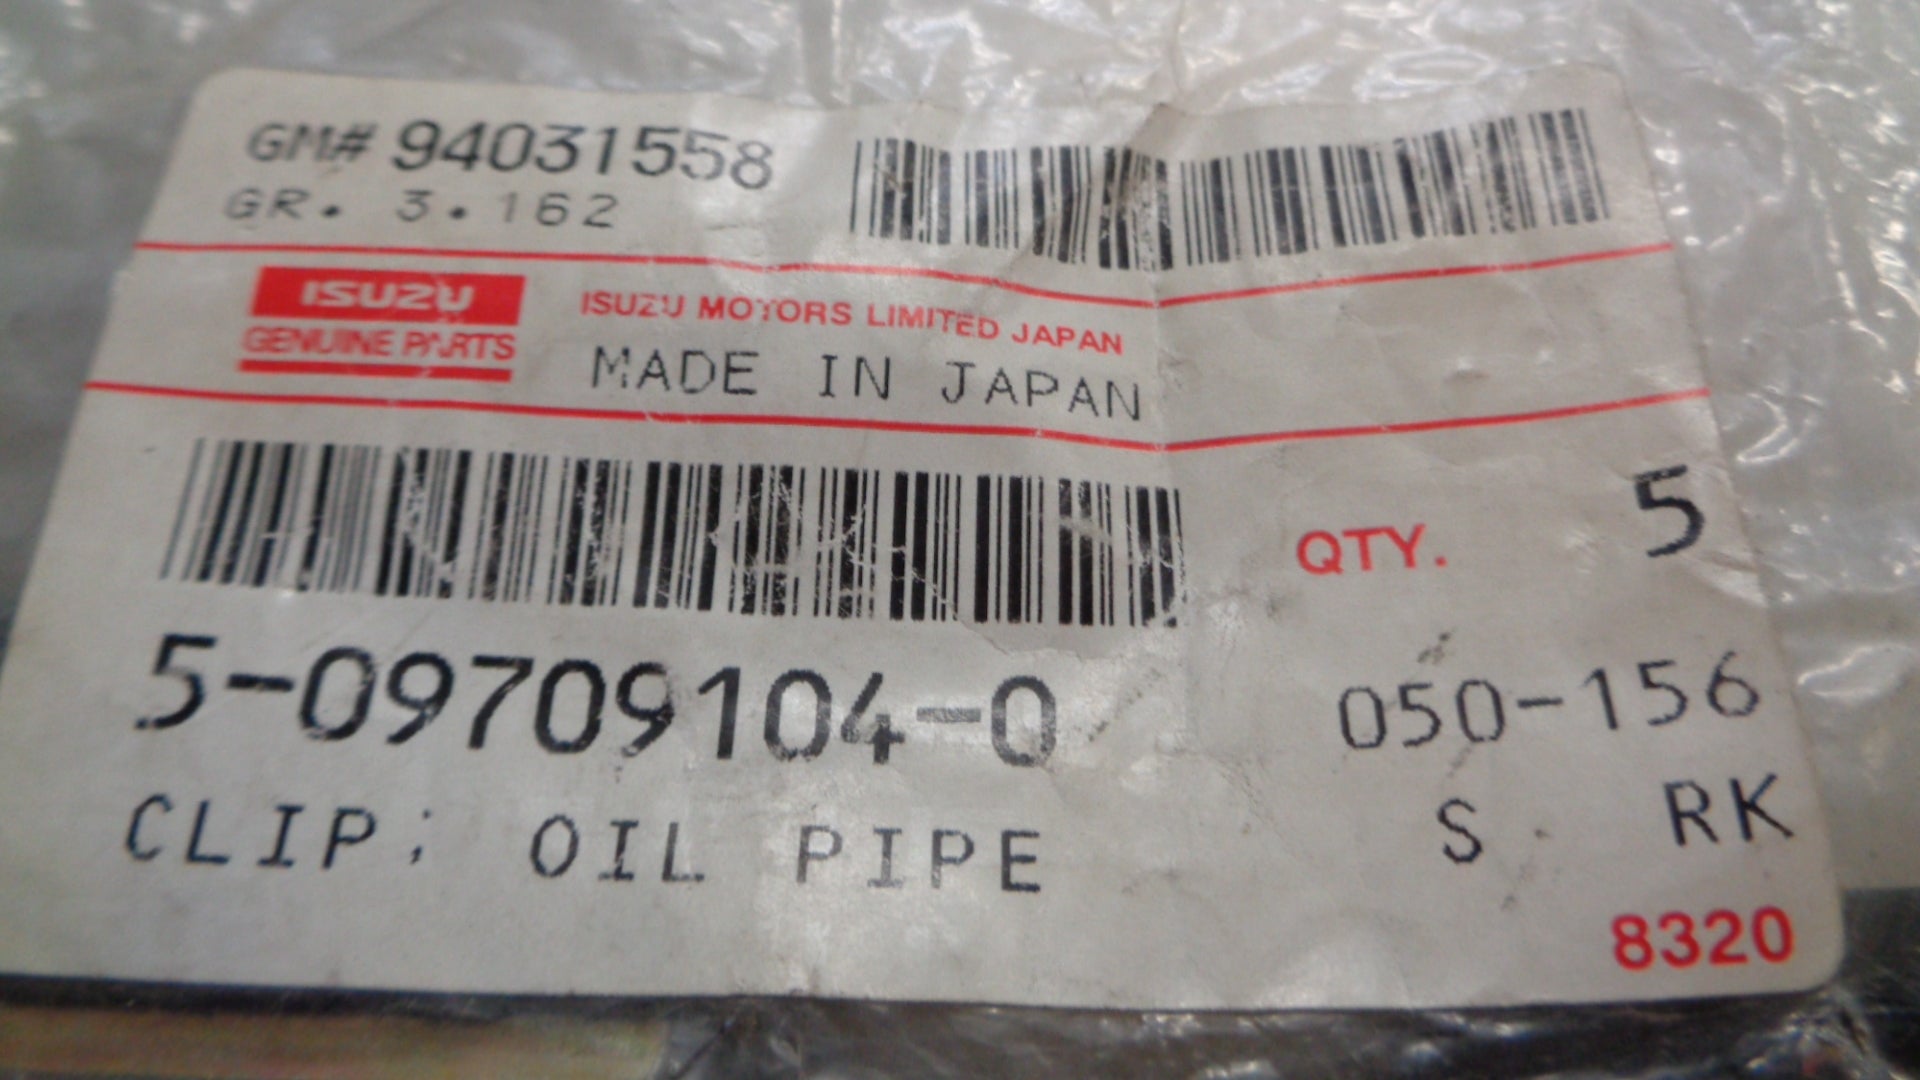 GM# 94031558
GR. 3.162
ISUZU
GENUINE PARTS
ISUZU MOTORS LIMITED JAPAN
MADE IN JAPAN
QTY. 5
5-09709104-0
050-156
CLIP; OIL PIPE
S RK
8320